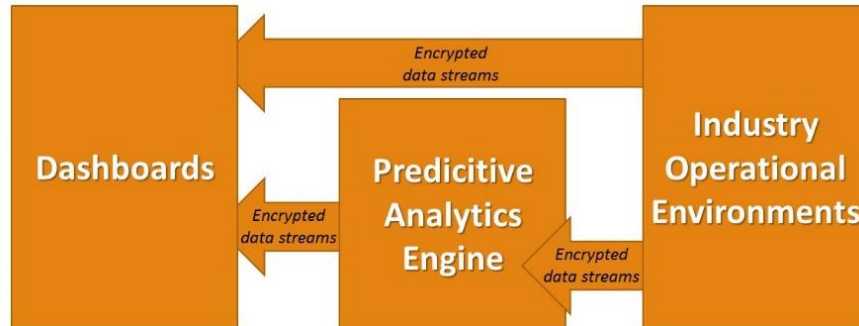 Encrypted
data streams
Dashboards
Predicitive
Analytics
Engine
Industry
Operational
Environments
Encrypted
data streams
Encrypted
data streams